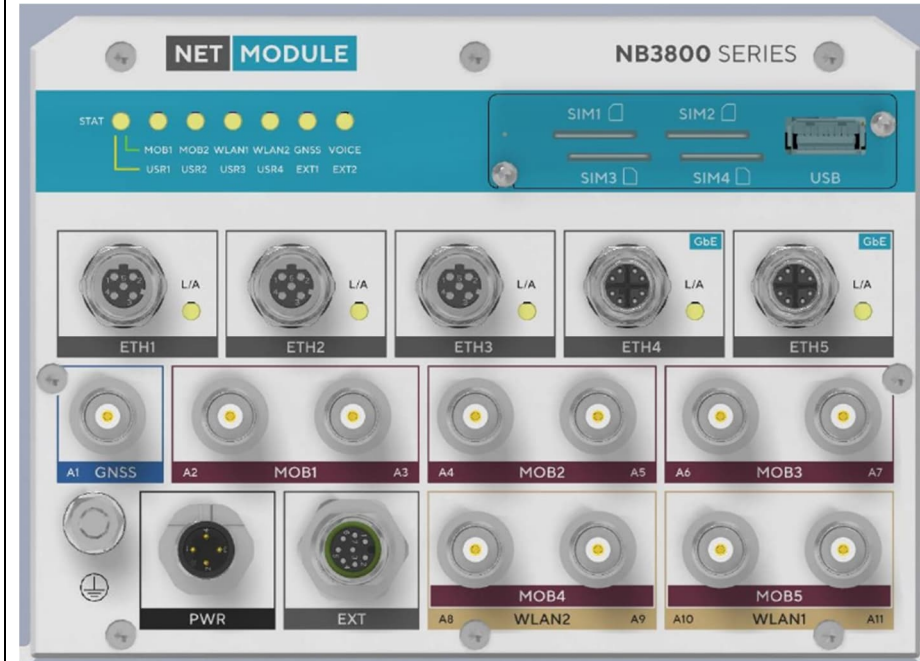 NET MODULE
NB3800 SERIES
STAT
MOB1 MOB2 WLAN1 WLAN2 GNSS VOICE
USR1 USR2 USR3 USR4 EXT1 EXT2
SIM1 SIM2
SIM3 SIM4 USB
GbE GbE
L/A L/A L/A L/A L/A
ETH1 ETH2 ETH3 ETH4 ETH5
A1 GNSS A2 MOB1 A3 A4 MOB2 A5 A6 MOB3 A7
MOB4 MOB5
PWR EXT A8 WLAN2 A9 A10 WLAN1 A11